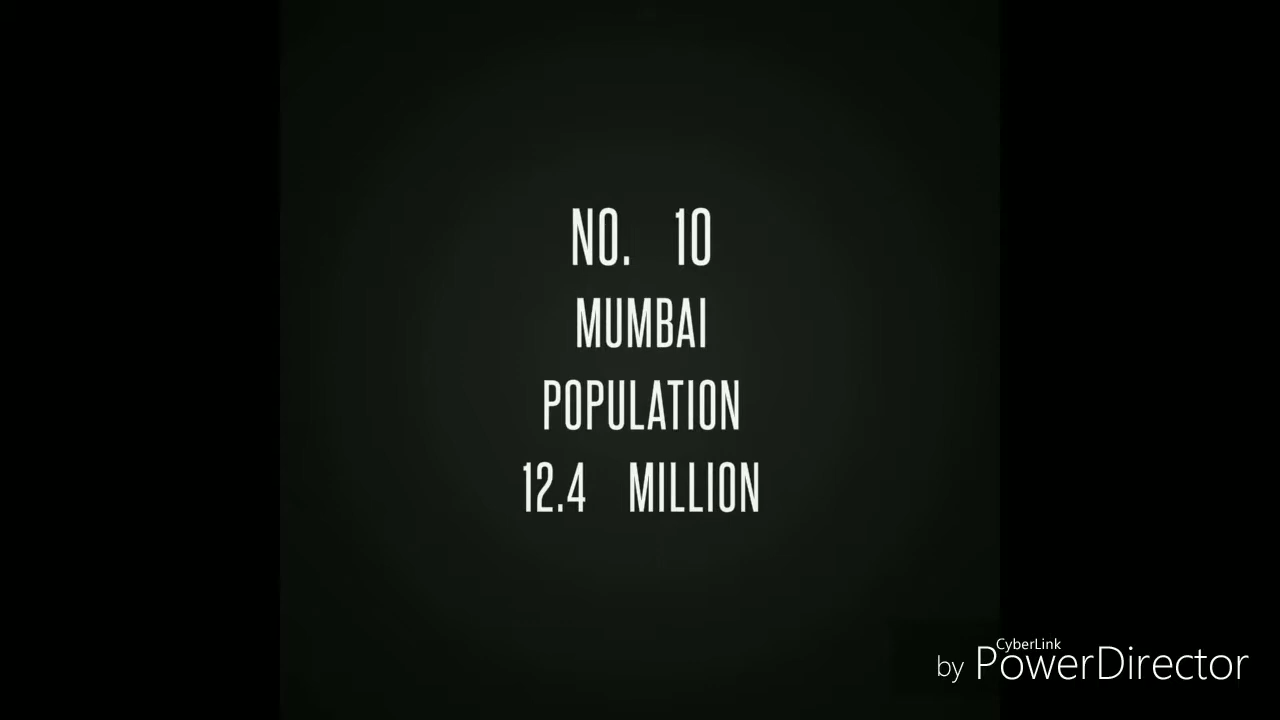 NO. 10
MUMBAI
POPULATION
12.4 MILLION
CyberLink
by PowerDirector